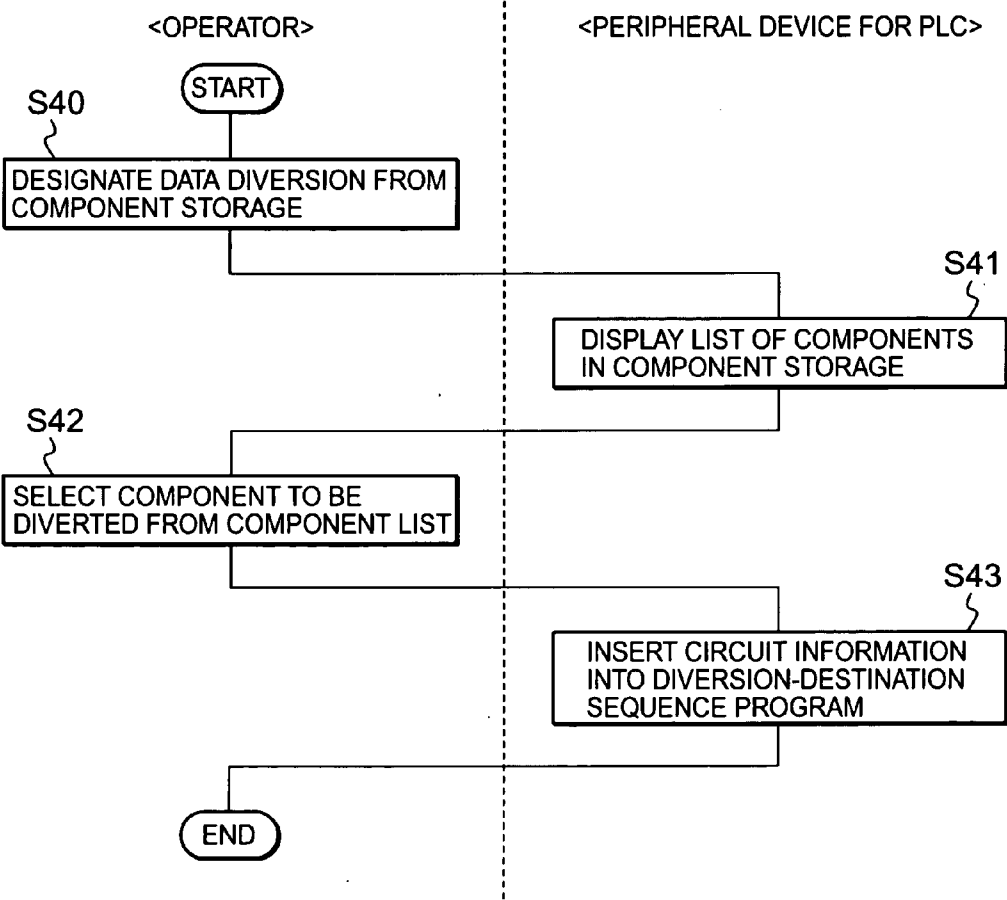 <OPERATOR>
<PERIPHERAL DEVICE FOR PLC>
START
S40
DESIGNATE DATA DIVERSION FROM
COMPONENT STORAGE
S41
DISPLAY LIST OF COMPONENTS
IN COMPONENT STORAGE
S42
SELECT COMPONENT TO BE
DIVERTED FROM COMPONENT LIST
S43
INSERT CIRCUIT INFORMATION
INTO DIVERSION-DESTINATION
SEQUENCE PROGRAM
END